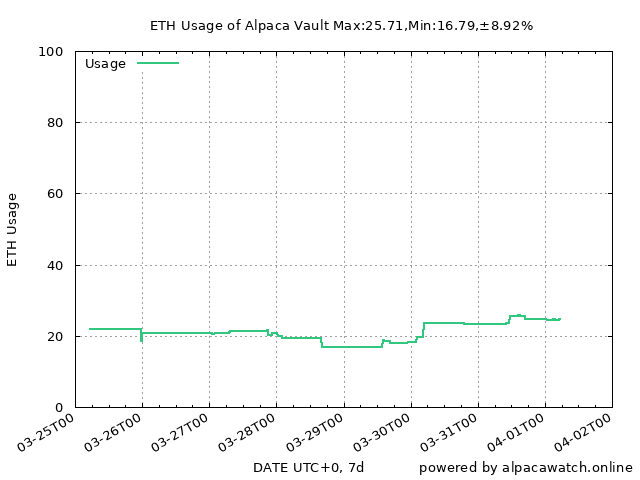 ETH Usage of Alpaca Vault Max:25.71,Min:16.79,±8.92%
Usage
ETH Usage
100
80
60
40
20
0
03-25T00
03-26T00
03-27T00
03-28T00
03-29T00
03-30T00
03-31T00
04-01T00
04-02T00
DATE UTC+0, 7d
powered by alpacawatch.online